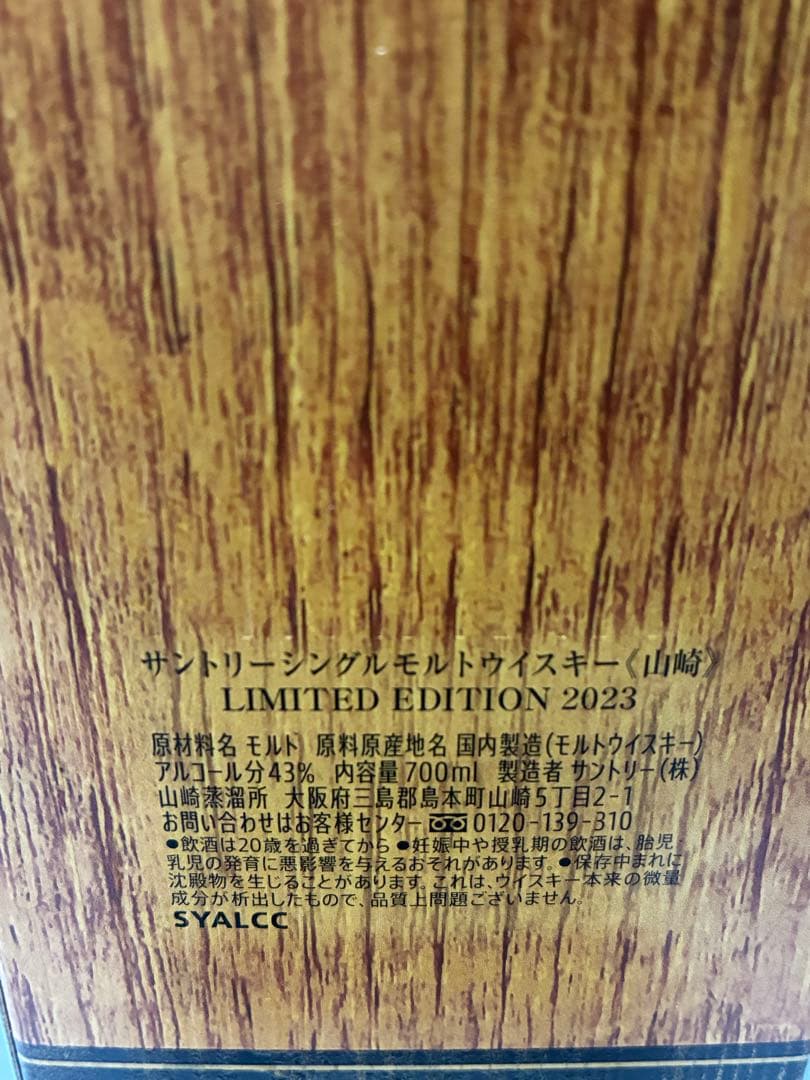 サントリーシングルモルトウイスキー《山崎》
LIMITED EDITION 2023
原材料名 モルト 原料原産地名 国内製造(モルトウイスキー)
アルコール分43% 内容量700ml 製造者 サントリー(株)
山崎蒸溜所 大阪府三島郡島本町山崎5丁目2-1
お問い合わせはお客様センター 0120-139-310
●飲酒は20歳を過ぎてから●妊娠中や授乳期の飲酒は、胎児・
乳児の発育に悪影響を与えるおそれがあります。●保存中まれに
沈殿物を生じることがあります。これは、ウイスキー本来の微量
成分が析出したもので、品質上問題ございません。
SYALCC